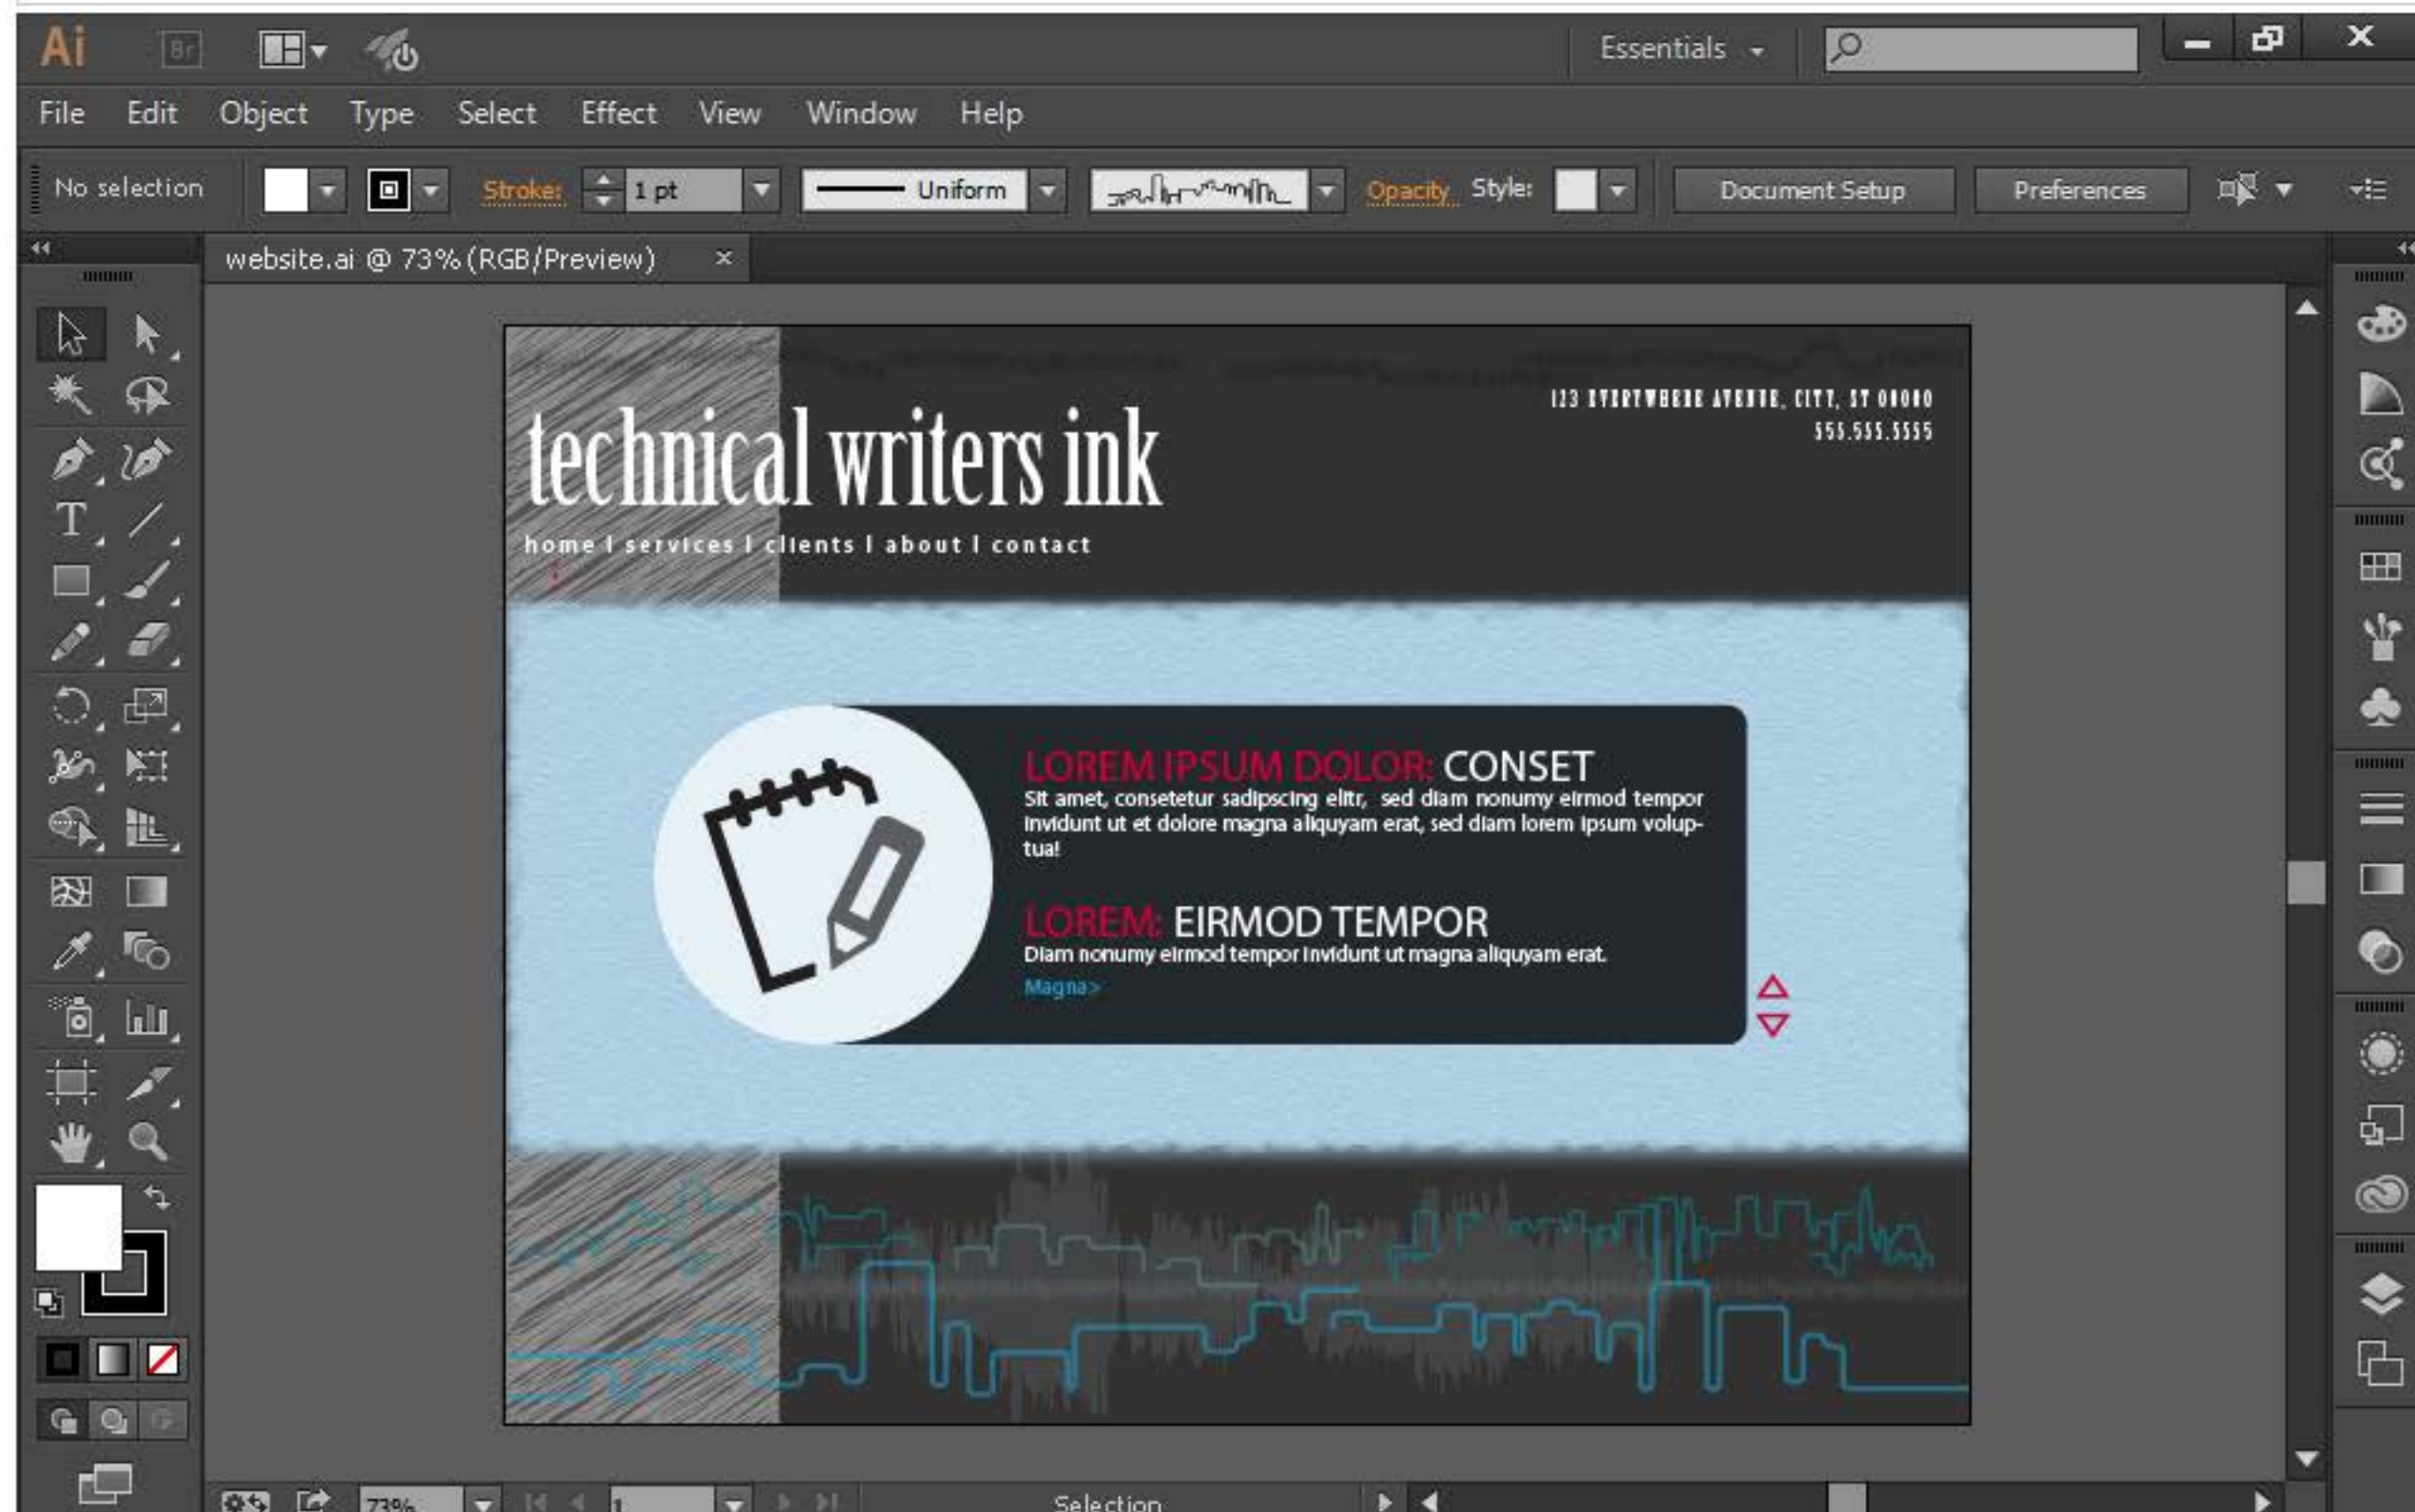 Ai Br Essentials
File Edit Object Type Select Effect View Window Help
No selection Stroke: 1 pt Uniform Opacity Style: Document Setup Preferences
website.ai @ 73% (RGB/Preview) ×
123 EVERYWHERE AVENUE, CITY, ST 00000
555.555.5555
technical writers ink
home | services | clients | about | contact
LOREM IPSUM DOLOR: CONSET
Sit amet, consetetur sadipscing elitr, sed diam nonumy eirmod tempor
invidunt ut et dolore magna aliquyam erat, sed diam lorem ipsum volup-
tua!
LOREM: EIRMOD TEMPOR
Diam nonumy eirmod tempor invidunt ut magna aliquyam erat.
Magna>
73% 1 Selection